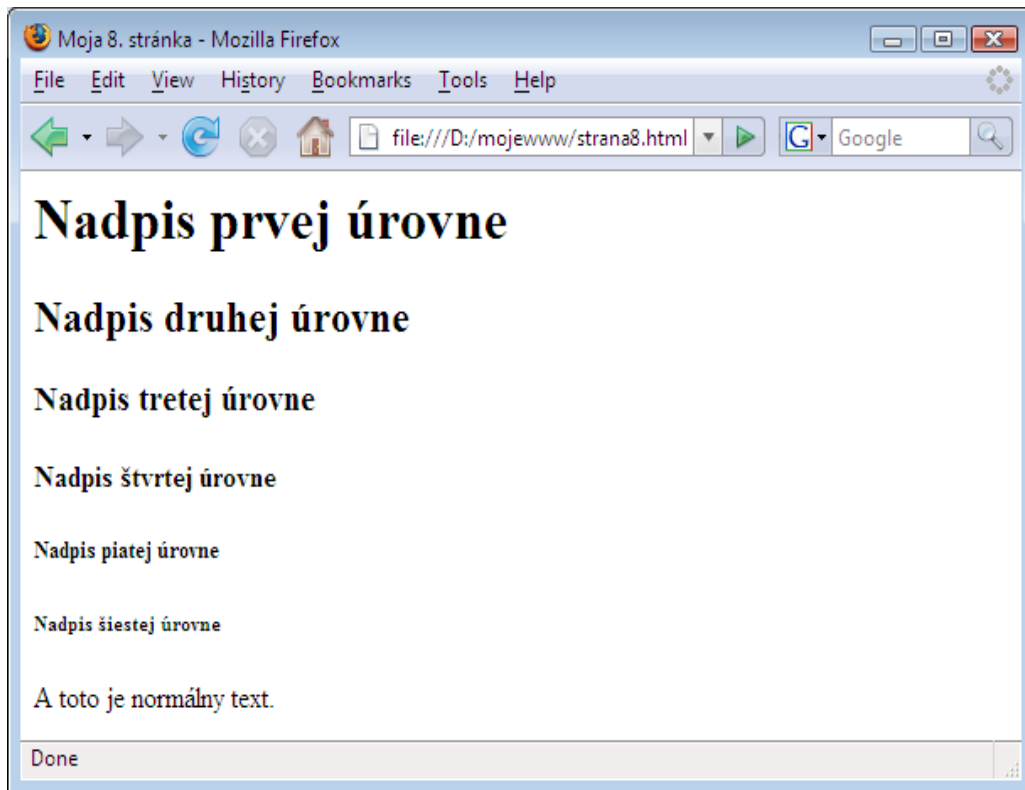 Moja 8. stránka - Mozilla Firefox
File Edit View History Bookmarks Tools Help
file:///D:/mojewww/strana8.html G Google
Nadpis prvej úrovne
Nadpis druhej úrovne
Nadpis tretej úrovne
Nadpis štvrtej úrovne
Nadpis piatej úrovne
Nadpis šiestej úrovne
A toto je normálny text.
Done